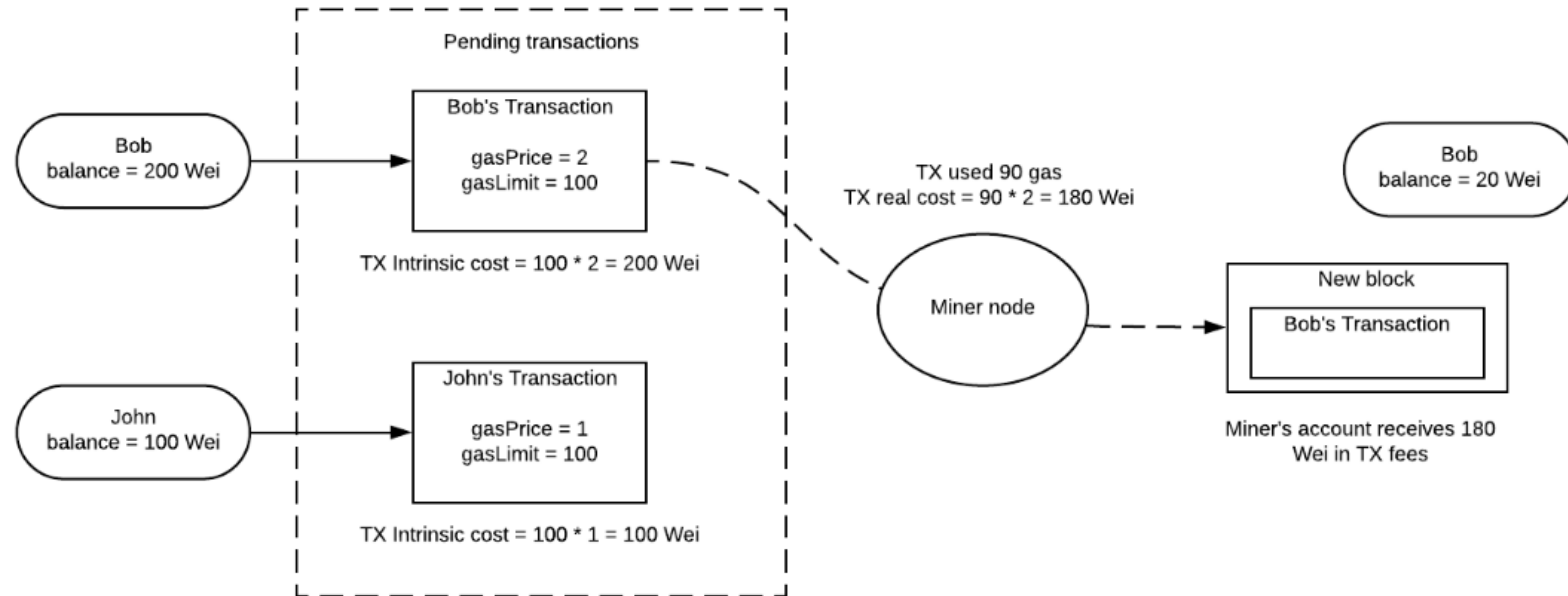 Pending transactions
Bob
balance = 200 Wei
Bob's Transaction
gasPrice = 2
gasLimit = 100
TX Intrinsic cost = 100 * 2 = 200 Wei
John
balance = 100 Wei
John's Transaction
gasPrice = 1
gasLimit = 100
TX Intrinsic cost = 100 * 1 = 100 Wei
TX used 90 gas
TX real cost = 90 * 2 = 180 Wei
Miner node
Bob
balance = 20 Wei
New block
Bob's Transaction
Miner's account receives 180
Wei in TX fees